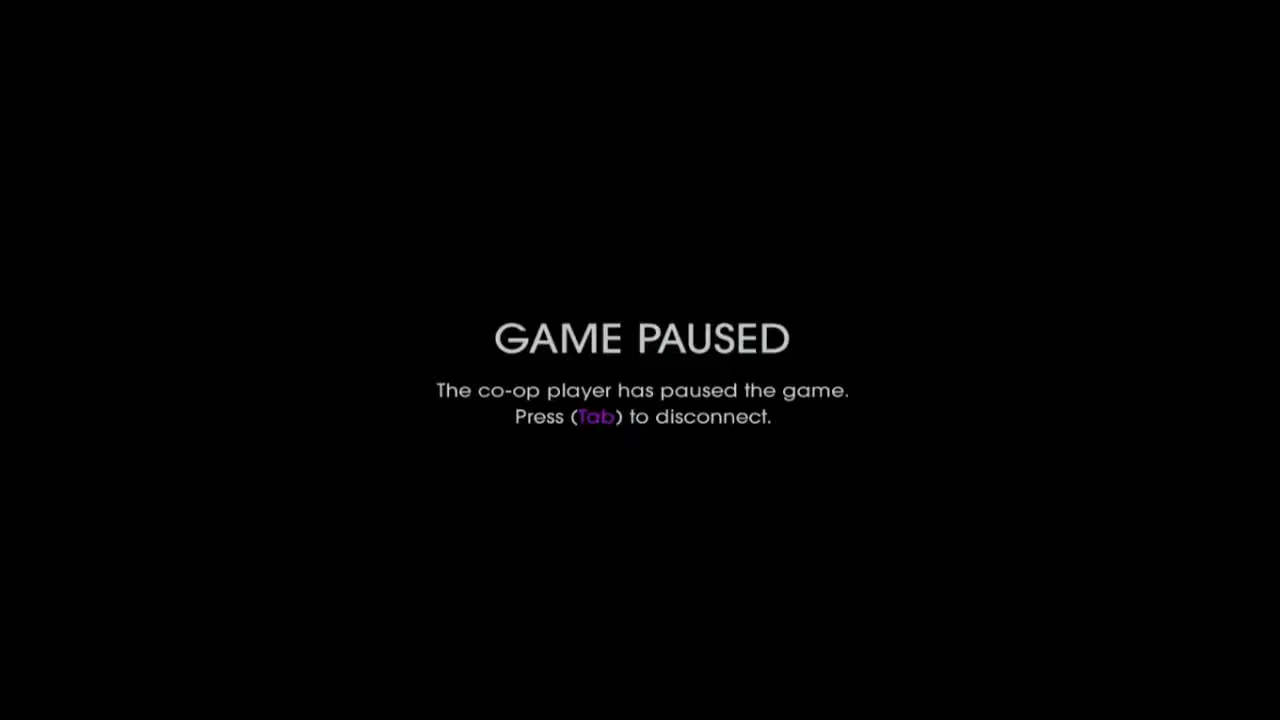 GAME PAUSED
The co-op player has paused the game.
Press (Tab) to disconnect.